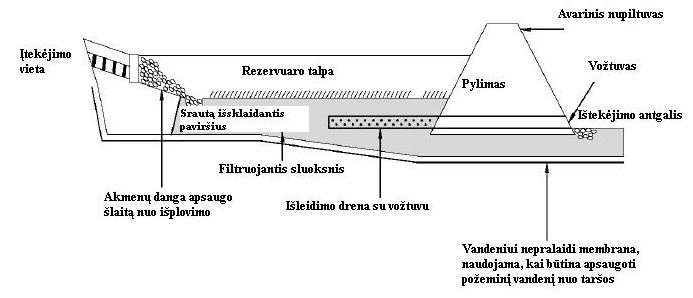 Avarinis nupiltuvas
Įtekėjimo
vieta
Rezervuaro talpa
Vožtuvas
Pylimas
Ištekėjimo antgalis
Srautą išsklaidantis
paviršius
Filtruojantis sluoksnis
Akmenų danga apsaugo
šlaitą nuo išplovimo
Išleidimo drena su vožtuvu
Vandeniui nepralaidi membrana,
naudojama, kai būtina apsaugoti
požeminį vandenį nuo taršos